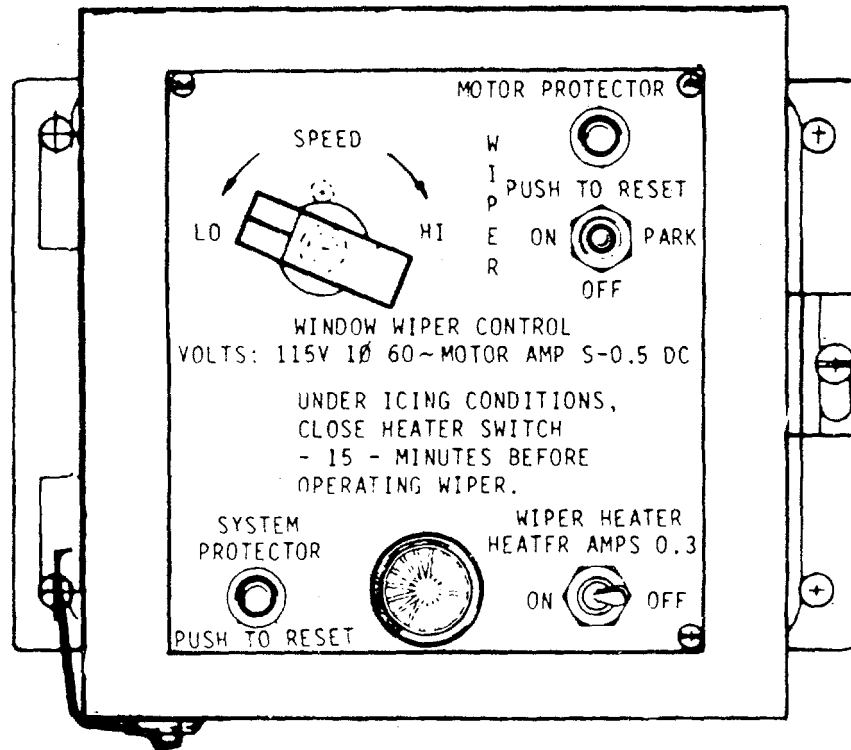 MOTOR PROTECTOR
SPEED
WIPER
PUSH TO RESET
LO
HI
ON
PARK
OFF
WINDOW WIPER CONTROL
VOLTS: 115V 1Ø 60~MOTOR AMP S-0.5 DC
UNDER ICING CONDITIONS,
CLOSE HEATER SWITCH
- 15 - MINUTES BEFORE
OPERATING WIPER.
SYSTEM
PROTECTOR
PUSH TO RESET
WIPER HEATER
HEATER AMPS 0.3
ON
OFF